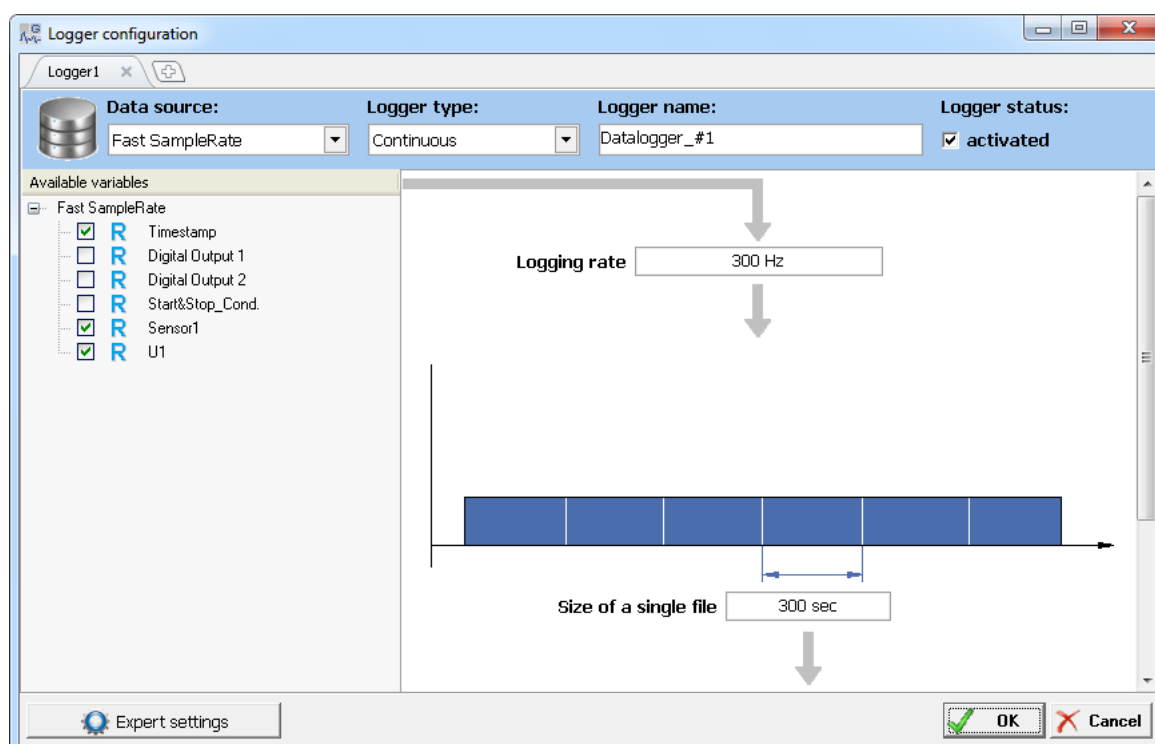 Logger configuration
Logger1
Data source: Logger type: Logger name: Logger status:
Fast SampleRate Continuous Datalogger_#1 activated
Available variables
Fast SampleRate
R Timestamp
R Digital Output 1
R Digital Output 2
R Start&Stop_Cond.
R Sensor1
R U1
Logging rate 300 Hz
Size of a single file 300 sec
Expert settings OK Cancel